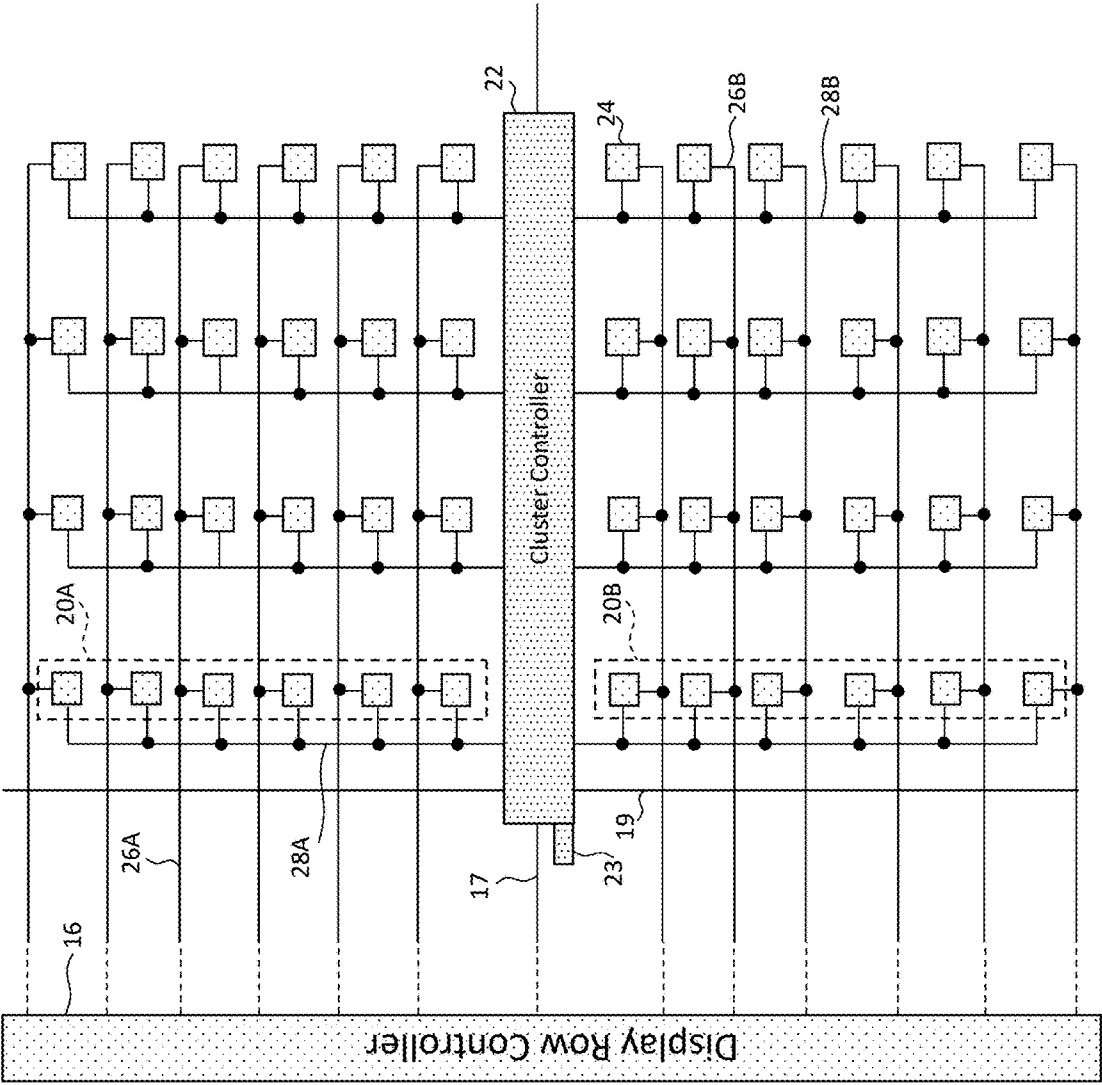 22
24
26B
28B
Cluster Controller
20A
20B
26A
28A
17
19
23
16
Display Row Controller